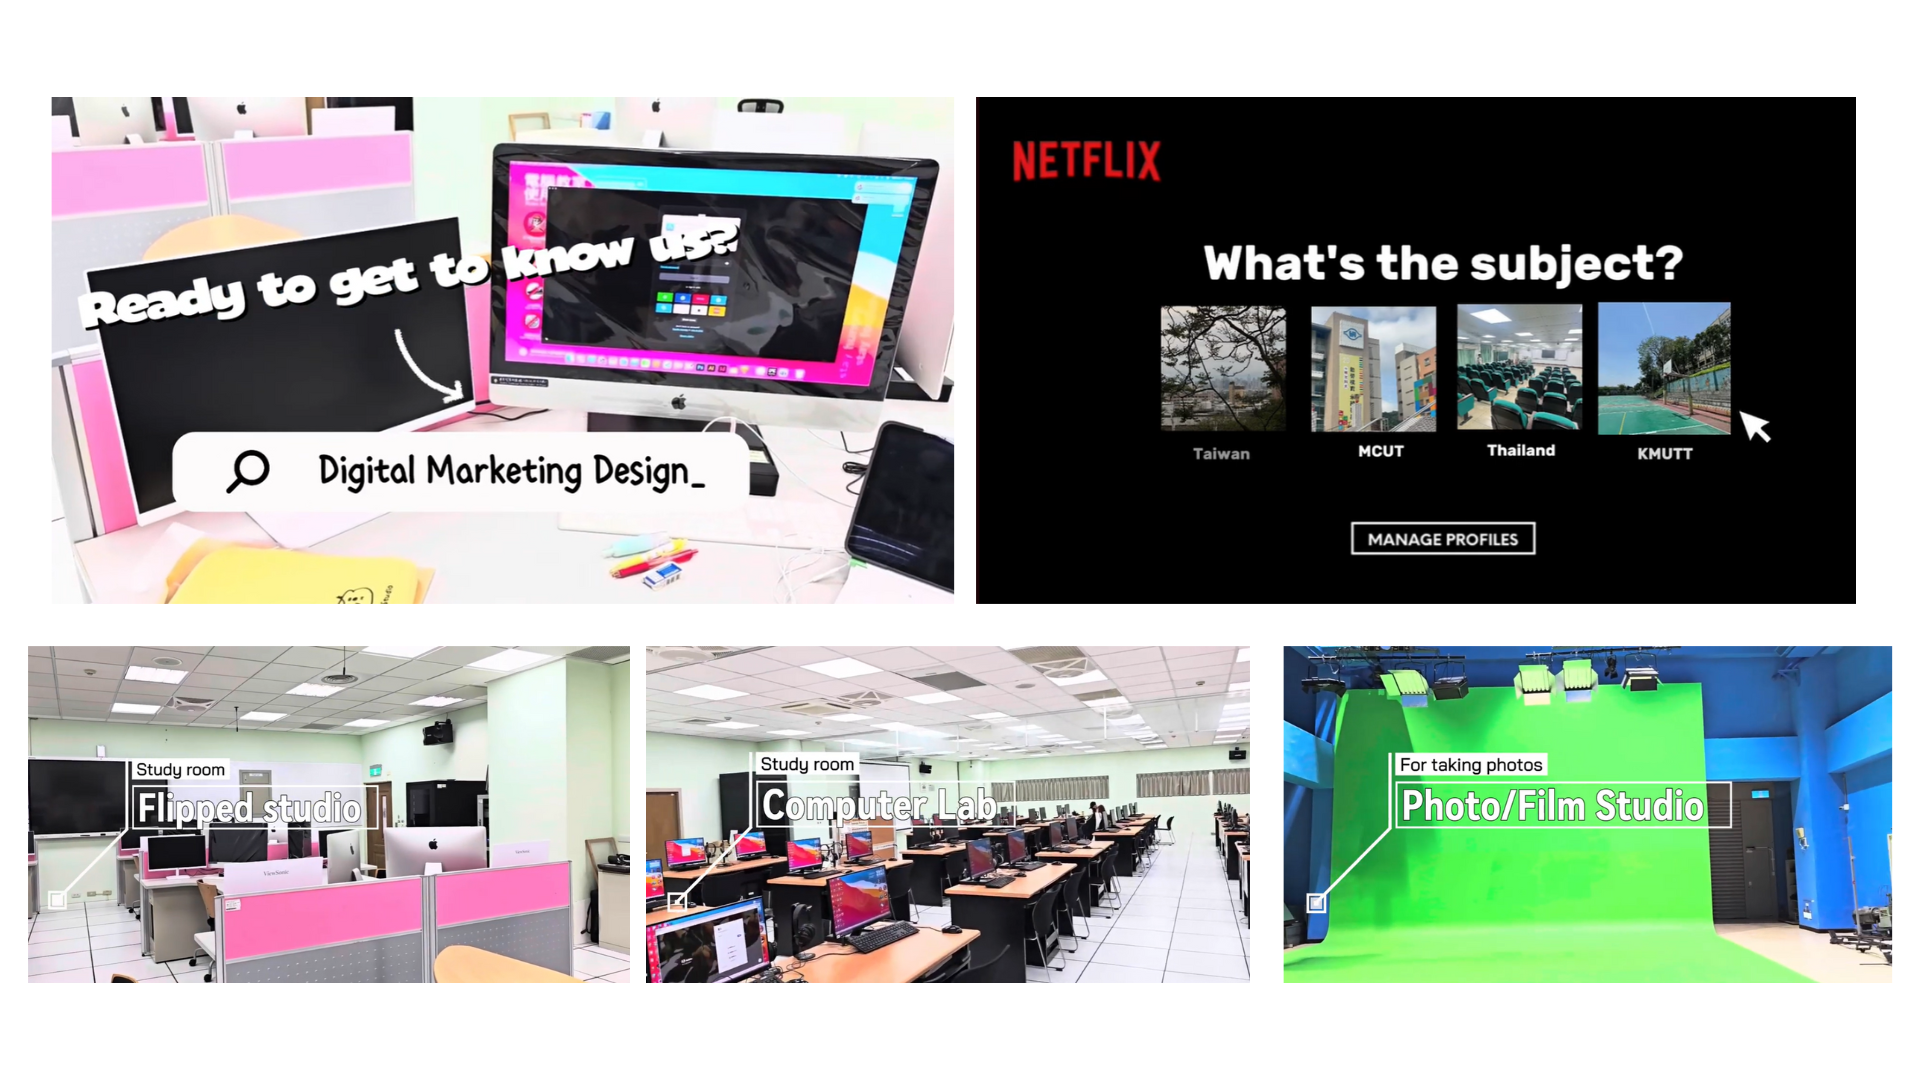 Ready to get to know us?
Digital Marketing Design_
NETFLIX
What's the subject?
Taiwan
MCUT
Thailand
KMUTT
MANAGE PROFILES
Study room
Flipped studio
ViewSonic
Study room
Computer Lab
For taking photos
Photo/Film Studio